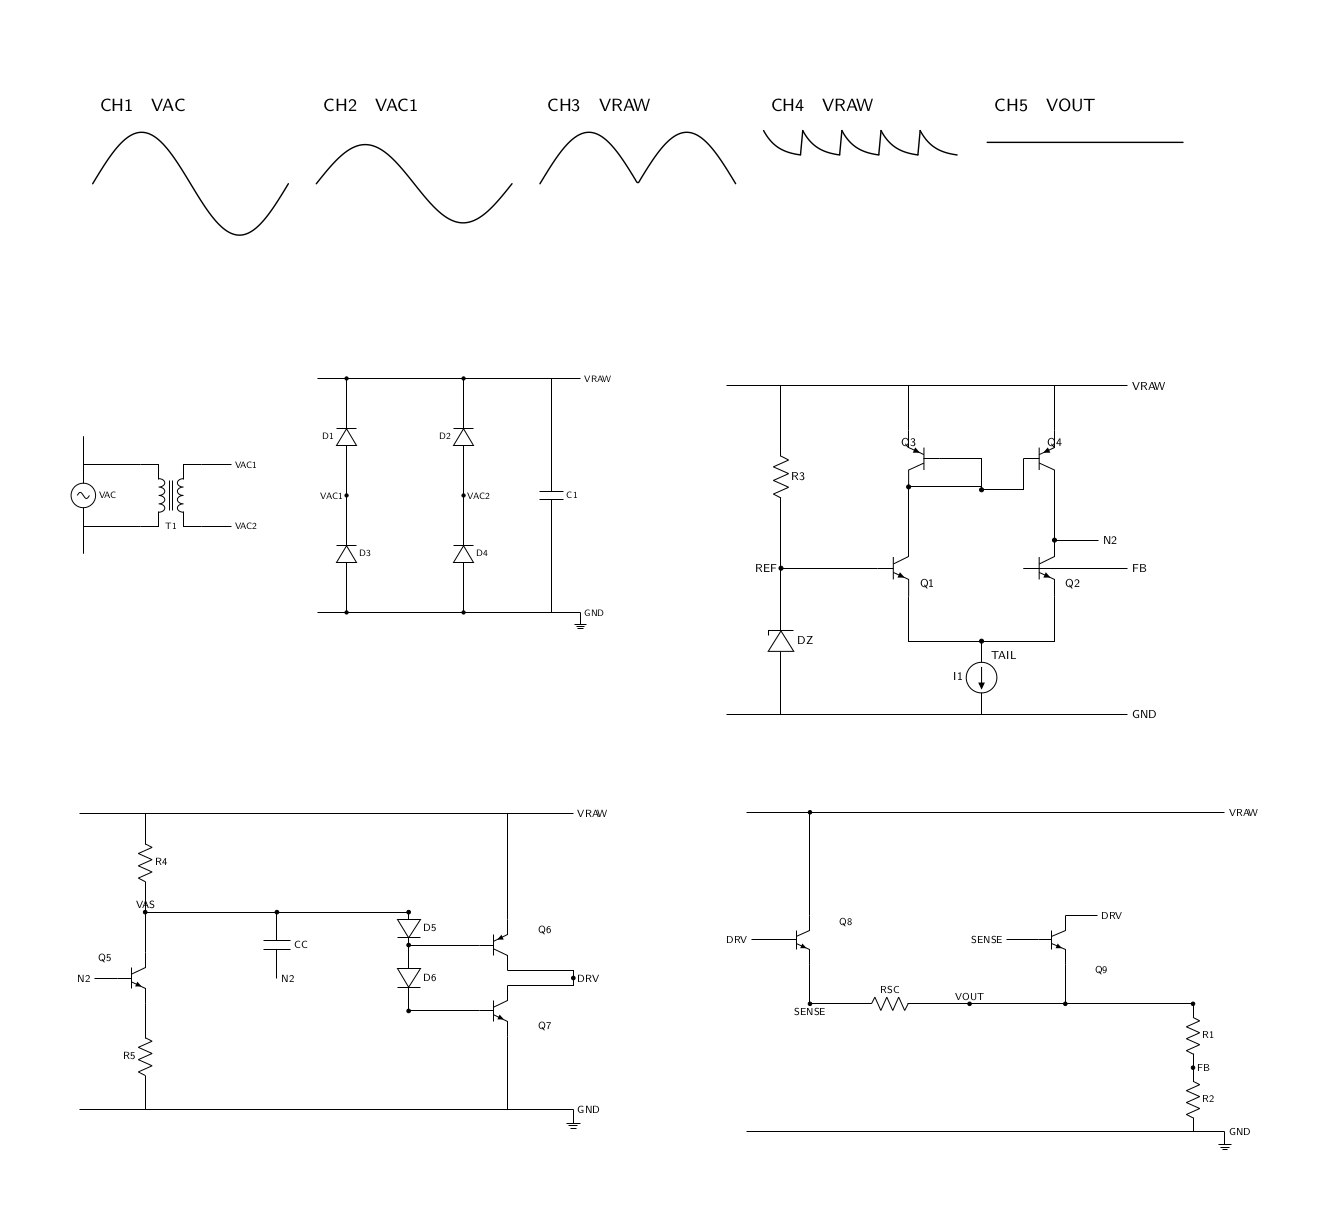 CH1 VAC
CH2 VAC1
CH3 VRAW
CH4 VRAW
CH5 VOUT
VAC
T1
VAC1
VAC2
VRAW
D1
D2
VAC1
VAC2
C1
D3
D4
GND
VRAW
Q3
Q4
R3
N2
REF
FB
Q1
Q2
DZ
TAIL
I1
GND
VRAW
R4
VAS
D5
Q6
CC
Q5
N2
N2
D6
DRV
Q7
R5
GND
VRAW
Q8
DRV
DRV
SENSE
Q9
RSC
VOUT
SENSE
R1
FB
R2
GND